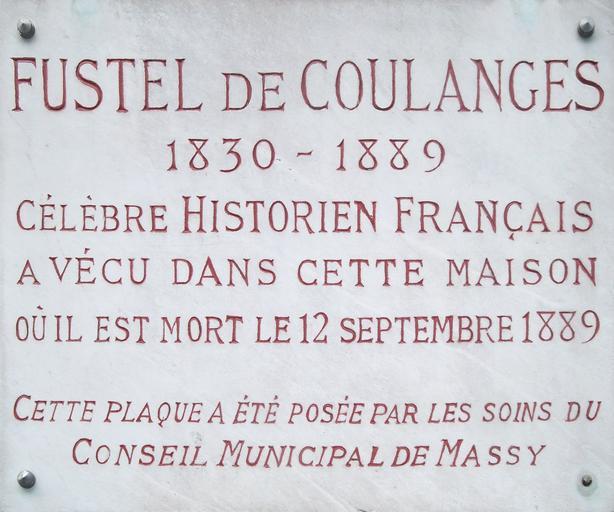 FUSTEL DE COULANGES
1830 - 1889
CÉLÈBRE HISTORIEN FRANÇAIS
A VÉCU DANS CETTE MAISON
OÙ IL EST MORT LE 12 SEPTEMBRE 1889
CETTE PLAQUE A ÉTÉ POSÉE PAR LES SOINS DU
CONSEIL MUNICIPAL DE MASSY